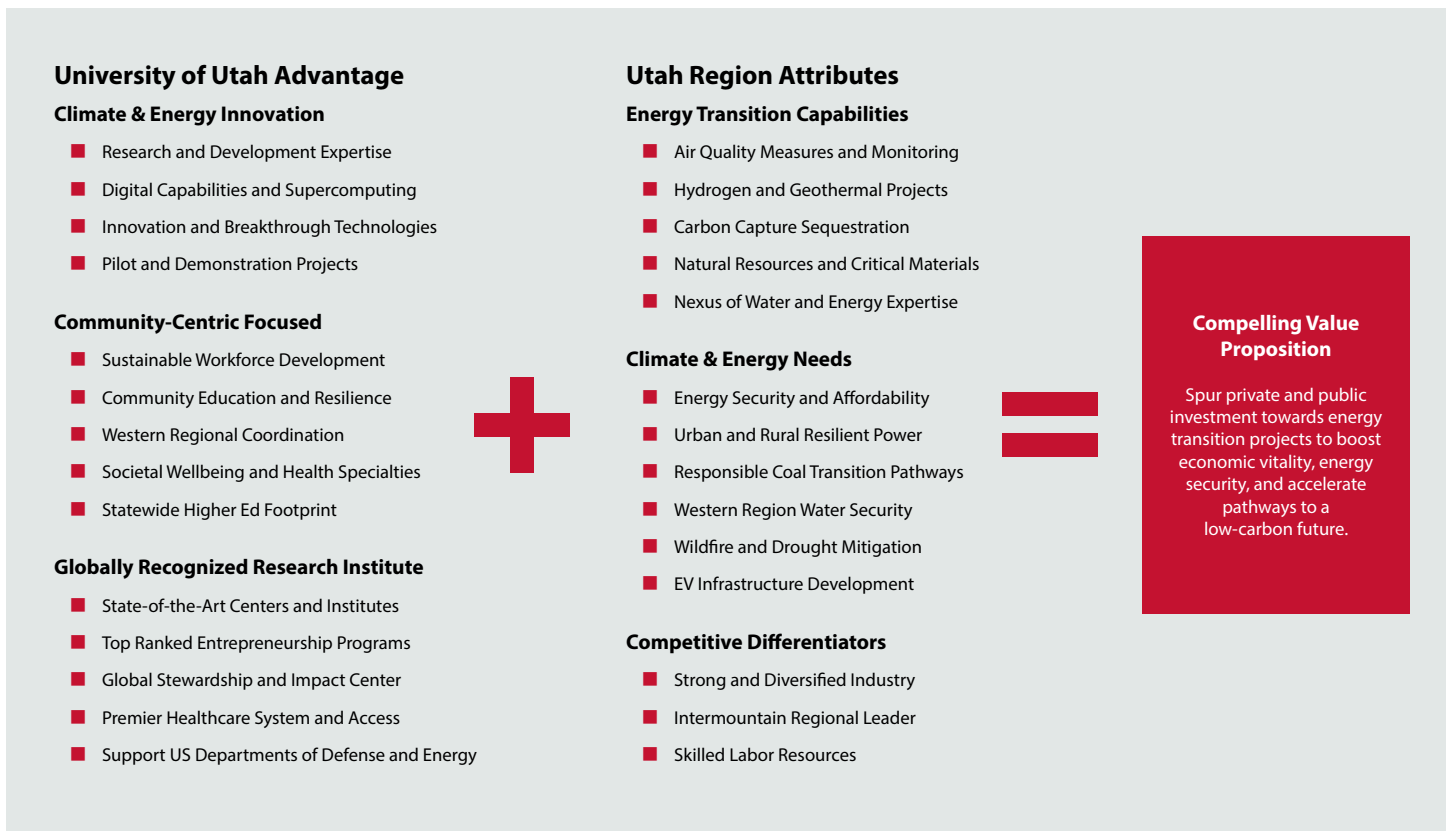 University of Utah Advantage
Climate & Energy Innovation
Research and Development Expertise
Digital Capabilities and Supercomputing
Innovation and Breakthrough Technologies
Pilot and Demonstration Projects
Community-Centric Focused
Sustainable Workforce Development
Community Education and Resilience
Western Regional Coordination
Societal Wellbeing and Health Specialties
Statewide Higher Ed Footprint
Globally Recognized Research Institute
State-of-the-Art Centers and Institutes
Top Ranked Entrepreneurship Programs
Global Stewardship and Impact Center
Premier Healthcare System and Access
Support US Departments of Defense and Energy
Utah Region Attributes
Energy Transition Capabilities
Air Quality Measures and Monitoring
Hydrogen and Geothermal Projects
Carbon Capture Sequestration
Natural Resources and Critical Materials
Nexus of Water and Energy Expertise
Climate & Energy Needs
Energy Security and Affordability
Urban and Rural Resilient Power
Responsible Coal Transition Pathways
Western Region Water Security
Wildfire and Drought Mitigation
EV Infrastructure Development
Competitive Differentiators
Strong and Diversified Industry
Intermountain Regional Leader
Skilled Labor Resources
Compelling Value
Proposition
Spur private and public
investment towards energy
transition projects to boost
economic vitality, energy
security, and accelerate
pathways to a
low-carbon future.